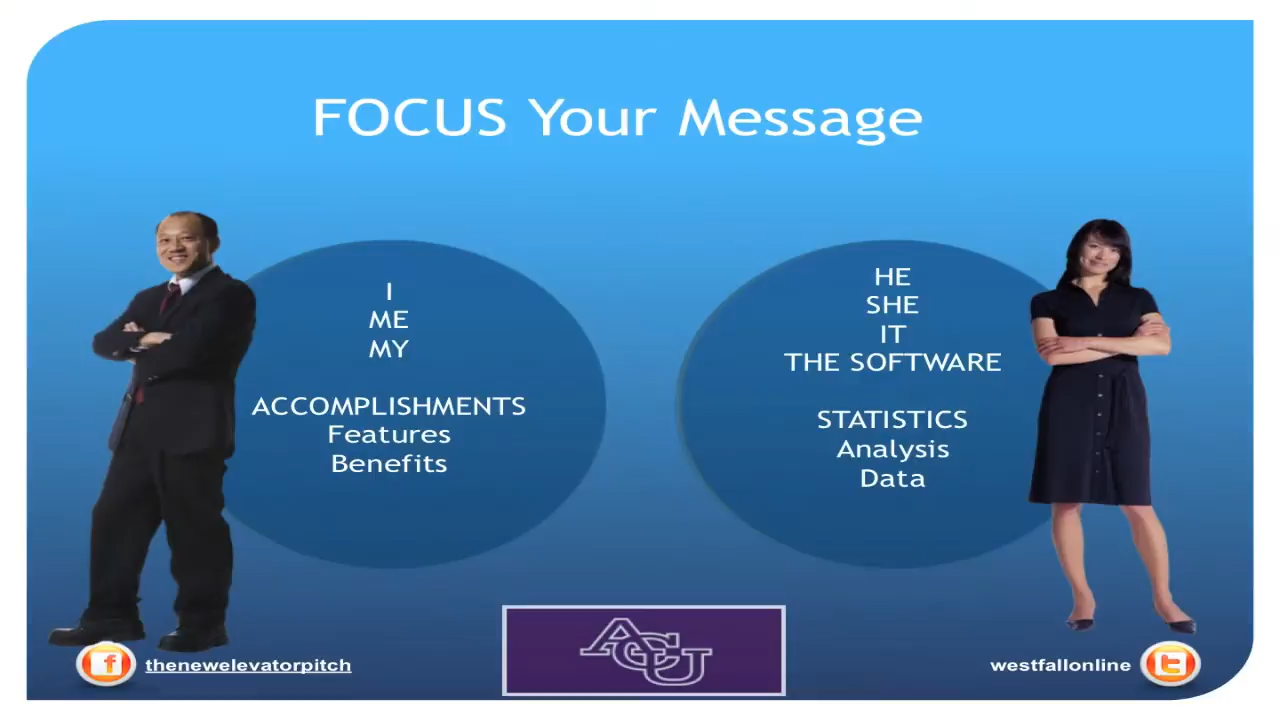 FOCUS Your Message
I
ME
MY
ACCOMPLISHMENTS
Features
Benefits
HE
SHE
IT
THE SOFTWARE
STATISTICS
Analysis
Data
ACU
thenewelevatorpitch
westfallonline